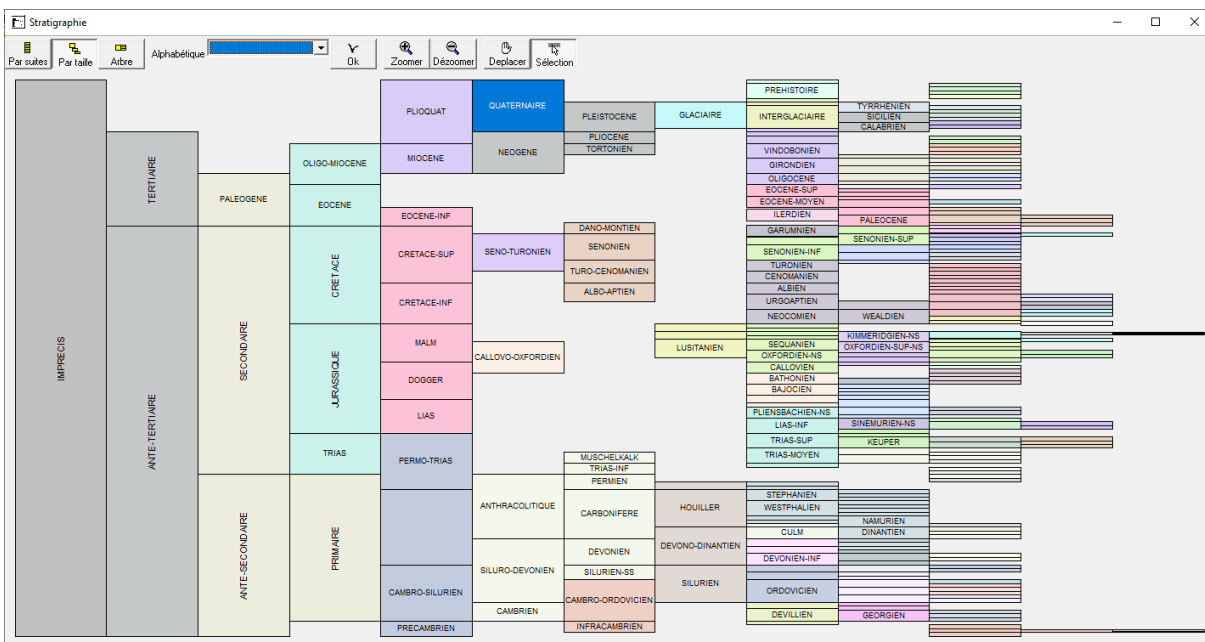 Stratigraphie
Par suites
Par taille
Arbre
Alphabétique
Ok
Zoomer
Dézoomer
Deplacer
Sélection
IMPRECIS
TERTIAIRE
ANTE-TERTIAIRE
PALEOGENE
SECONDAIRE
ANTE-SECONDAIRE
OLIGO-MIOCENE
EOCENE
CRETACE
JURASSIQUE
TRIAS
PRIMAIRE
PLIOQUAT
MIOCENE
EOCENE-INF
CRETACE-SUP
CRETACE-INF
MALM
DOGGER
LIAS
PERMO-TRIAS
CAMBRO-SILURIEN
PRECAMBRIEN
QUATERNAIRE
NEOGENE
SENO-TURONIEN
CALLOVO-OXFORDIEN
ANTHRACOLITIQUE
SILURO-DEVONIEN
CAMBRIEN
PLEISTOCENE
PLIOCENE
TORTONIEN
DANO-MONTIEN
SENONIEN
TURO-CENOMANIEN
ALBO-APTIEN
MUSCHELKALK
TRIAS-INF
PERMIEN
CARBONIFERE
DEVONIEN
SILURIEN-SS
CAMBRO-ORDOVICIEN
INFRACAMBRIEN
GLACIAIRE
LUSITANIEN
HOUILLER
DEVONO-DINANTIEN
SILURIEN
PREHISTOIRE
INTERGLACIAIRE
VINDOBONIEN
GIRONDIEN
OLIGOCENE
EOCENE-SUP
EOCENE-MOYEN
ILERDIEN
GARUMNIEN
SENONIEN-INF
TURONIEN
CENOMANIEN
ALBIEN
URGOAPTIEN
NEOCOMIEN
SEQUANIEN
OXFORDIEN-NS
CALLOVIEN
BATHONIEN
BAJOCIEN
PLIENSBACHIEN-NS
LIAS-INF
TRIAS-SUP
TRIAS-MOYEN
STEPHANIEN
WESTPHALIEN
CULM
DEVONIEN-INF
ORDOVICIEN
DEVILLIEN
TYRRHENIEN
SICILIEN
CALABRIEN
PALEOCENE
SENONIEN-SUP
WEALDIEN
KIMMERIDGIEN-NS
OXFORDIEN-SUP-NS
SINEMURIEN-NS
KEUPER
NAMURIEN
DINANTIEN
GEORGIEN